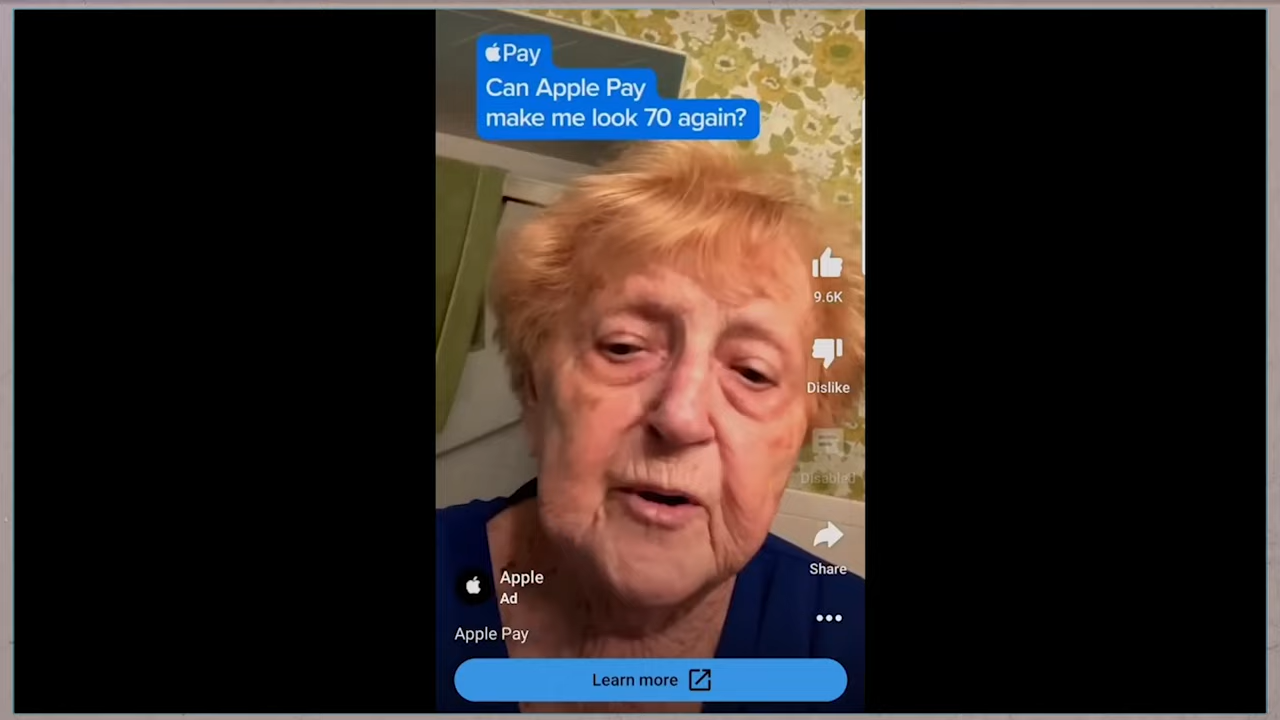 Pay
Can Apple Pay
make me look 70 again?
9.6K
Dislike
Disabled
Share
Apple
Ad
Apple Pay
Learn more